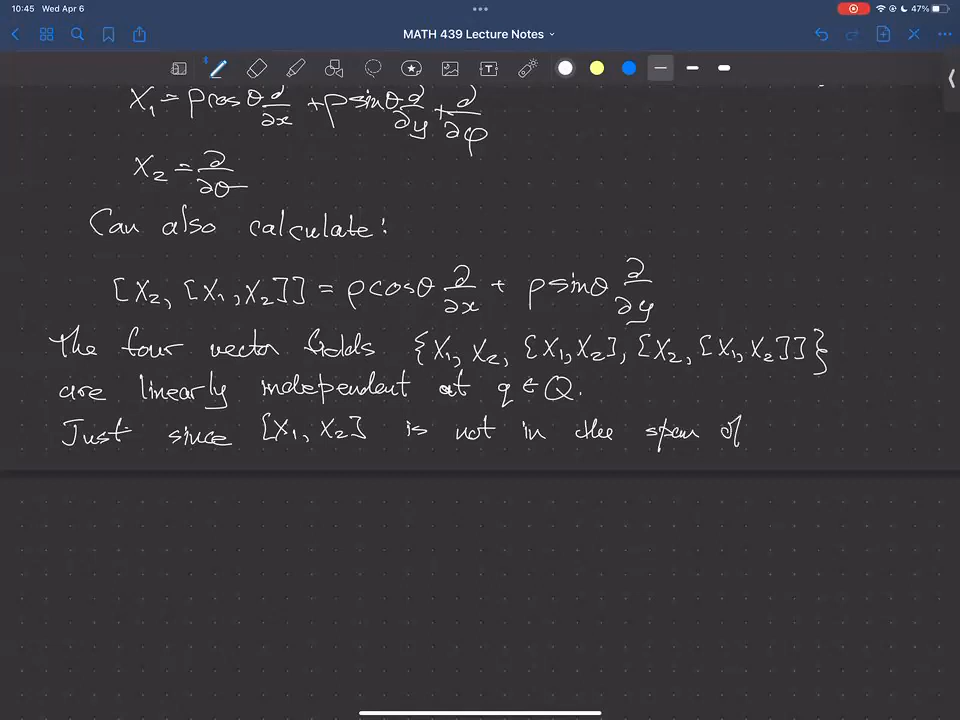 10:45 Wed Apr 6
47%
MATH 439 Lecture Notes
X₁ = ρcosθ ∂/∂x + ρsinθ ∂/∂y + ∂/∂φ
X₂ = ∂/∂θ
Can also calculate:
[X₂, [X₁, X₂]] = ρcosθ ∂/∂x + ρsinθ ∂/∂y
The four vector fields {X₁, X₂, [X₁, X₂], [X₂, [X₁, X₂]]}
are linearly independent at q ∈ Q.
Just since [X₁, X₂] is not in the span of